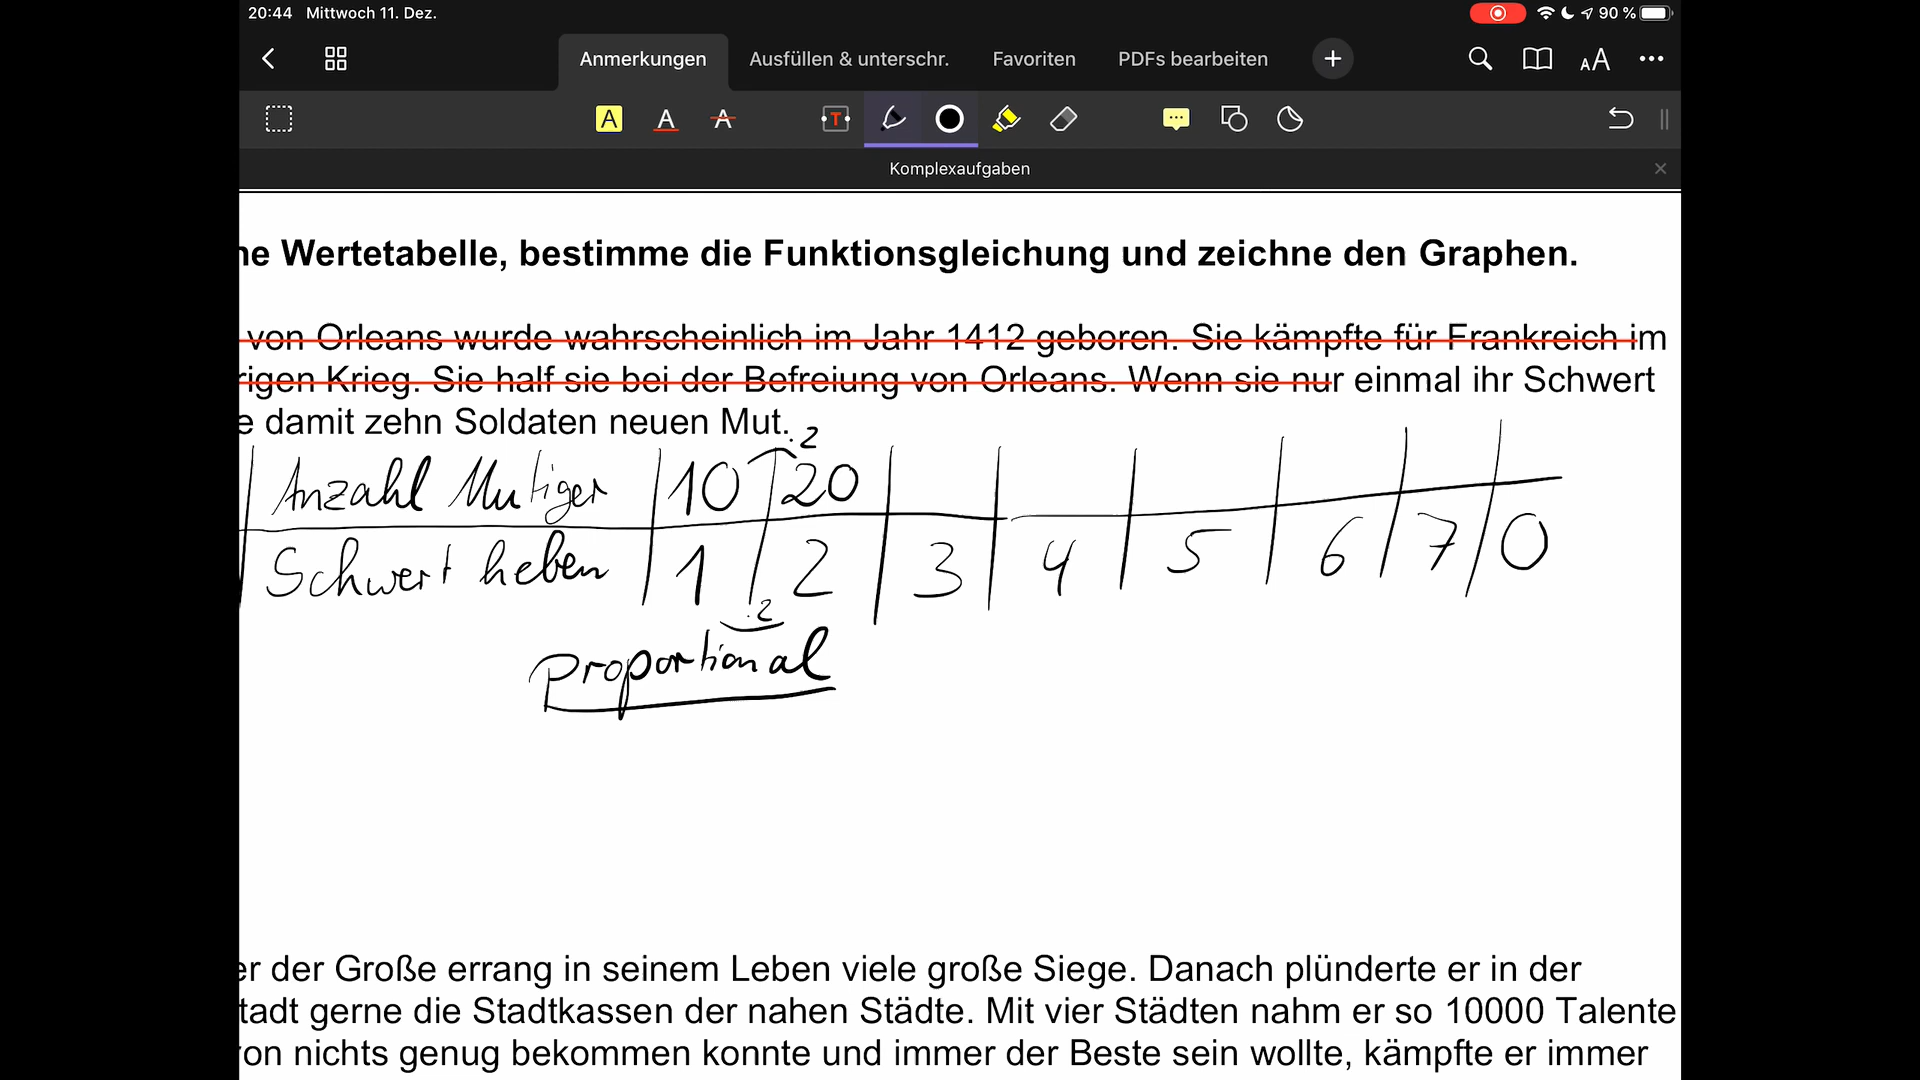 20:44 Mittwoch 11. Dez. 90 %
Anmerkungen Ausfüllen & unterschr. Favoriten PDFs bearbeiten
AA
A A A T
Komplexaufgaben
ne Wertetabelle, bestimme die Funktionsgleichung und zeichne den Graphen.
von Orleans wurde wahrscheinlich im Jahr 1412 geboren. Sie kämpfte für Frankreich im
rigen Krieg. Sie half sie bei der Befreiung von Orleans. Wenn sie nur einmal ihr Schwert
e damit zehn Soldaten neuen Mut.
·2
Anzahl Mutiger 10 20
Schwert heben 1 2 3 4 5 6 7 0
·2
proportional
er der Große errang in seinem Leben viele große Siege. Danach plünderte er in der
tadt gerne die Stadtkassen der nahen Städte. Mit vier Städten nahm er so 10000 Talente
von nichts genug bekommen konnte und immer der Beste sein wollte, kämpfte er immer